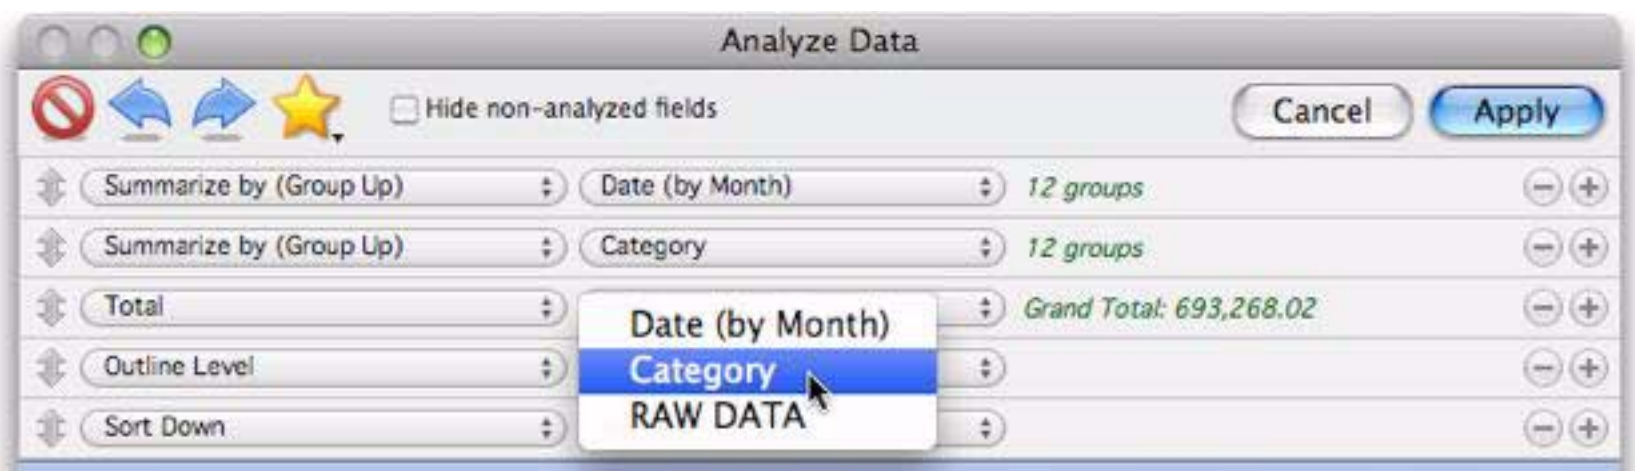 Analyze Data
Hide non-analyzed fields
Cancel
Apply
Summarize by (Group Up)
Date (by Month)
12 groups
Summarize by (Group Up)
Category
12 groups
Total
Grand Total: 693,268.02
Date (by Month)
Outline Level
Category
RAW DATA
Sort Down